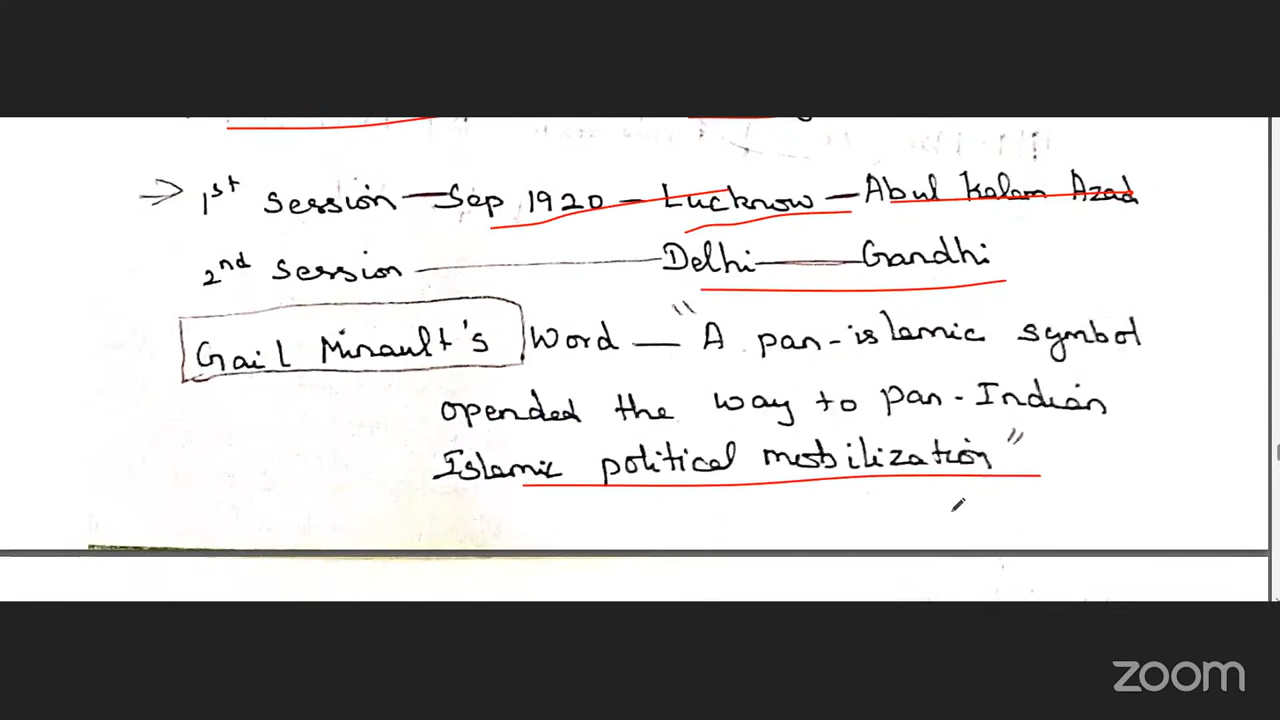 → 1st session — Sep 1920 — Lucknow — Abul Kalam Azad
2nd session — Delhi — Gandhi
Gail Minault's Word — "A pan-islamic symbol
opended the way to pan-Indian
Islamic political mobilization"
zoom